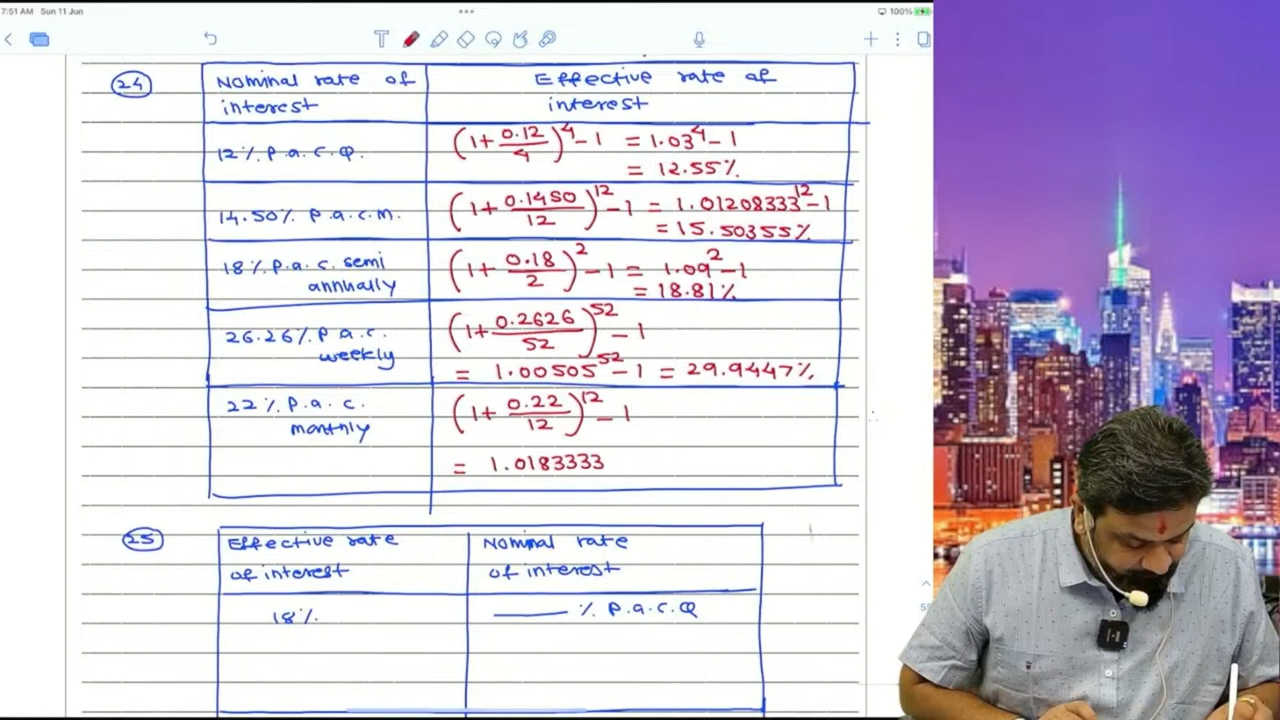 7:51 AM Sun 11 Jun
100%
24
Nominal rate of interest
Effective rate of interest
12% P.a.c.Q.
(1+0.12/4)^4-1 = 1.03^4-1
= 12.55%
14.50% P.a.c.m.
(1+0.1450/12)^12-1 = 1.01208333^12-1
= 15.50355%
18% P.a.c. semi annually
(1+0.18/2)^2-1 = 1.09^2-1
= 18.81%
26.26% P.a.c. weekly
(1+0.2626/52)^52-1
= 1.00505^52-1 = 29.9447%
22% P.a.c. monthly
(1+0.22/12)^12-1
= 1.0183333
25
Effective rate of interest
Nominal rate of interest
18%
____ % P.a.c.Q